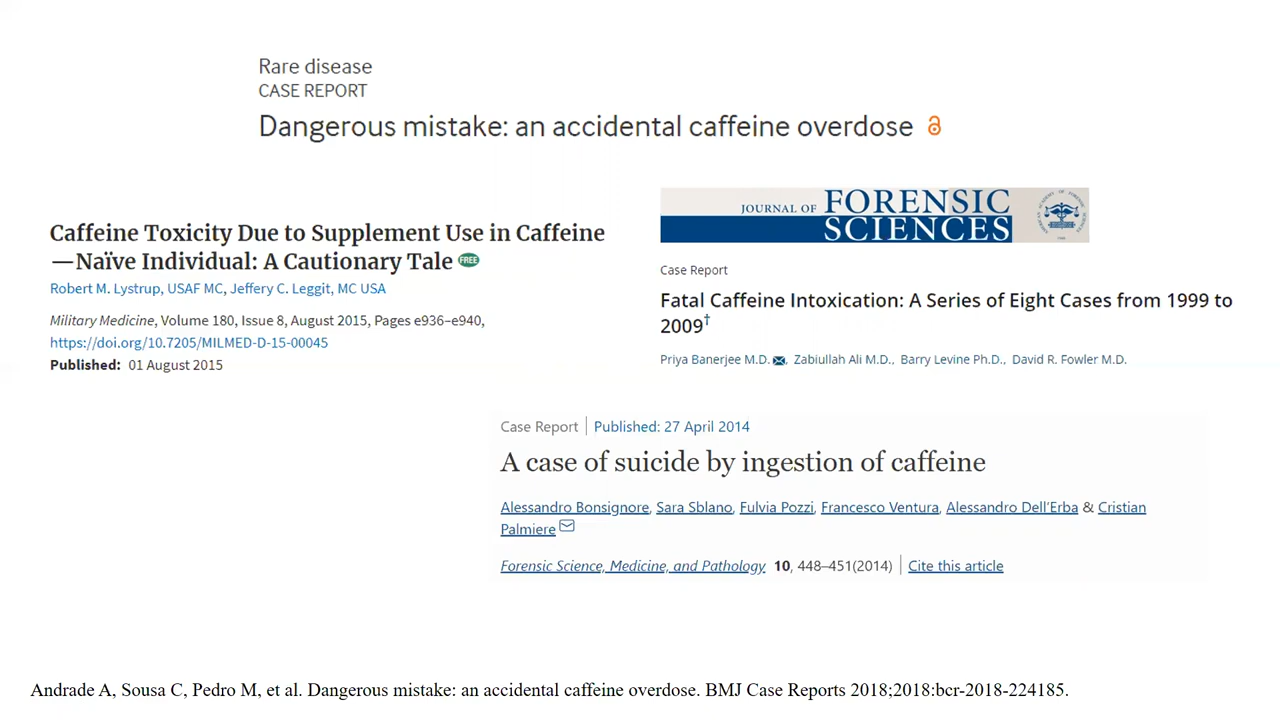 Rare disease
CASE REPORT
Dangerous mistake: an accidental caffeine overdose
Caffeine Toxicity Due to Supplement Use in Caffeine
—Naïve Individual: A Cautionary Tale FREE
Robert M. Lystrup, USAF MC, Jeffery C. Leggit, MC USA
Military Medicine, Volume 180, Issue 8, August 2015, Pages e936–e940,
https://doi.org/10.7205/MILMED-D-15-00045
Published: 01 August 2015
JOURNAL OF FORENSIC
SCIENCES
Case Report
Fatal Caffeine Intoxication: A Series of Eight Cases from 1999 to
2009†
Priya Banerjee M.D. , Zabiullah Ali M.D., Barry Levine Ph.D., David R. Fowler M.D.
Case Report | Published: 27 April 2014
A case of suicide by ingestion of caffeine
Alessandro Bonsignore, Sara Sblano, Fulvia Pozzi, Francesco Ventura, Alessandro Dell'Erba & Cristian
Palmiere
Forensic Science, Medicine, and Pathology 10, 448–451(2014) | Cite this article
Andrade A, Sousa C, Pedro M, et al. Dangerous mistake: an accidental caffeine overdose. BMJ Case Reports 2018;2018:bcr-2018-224185.